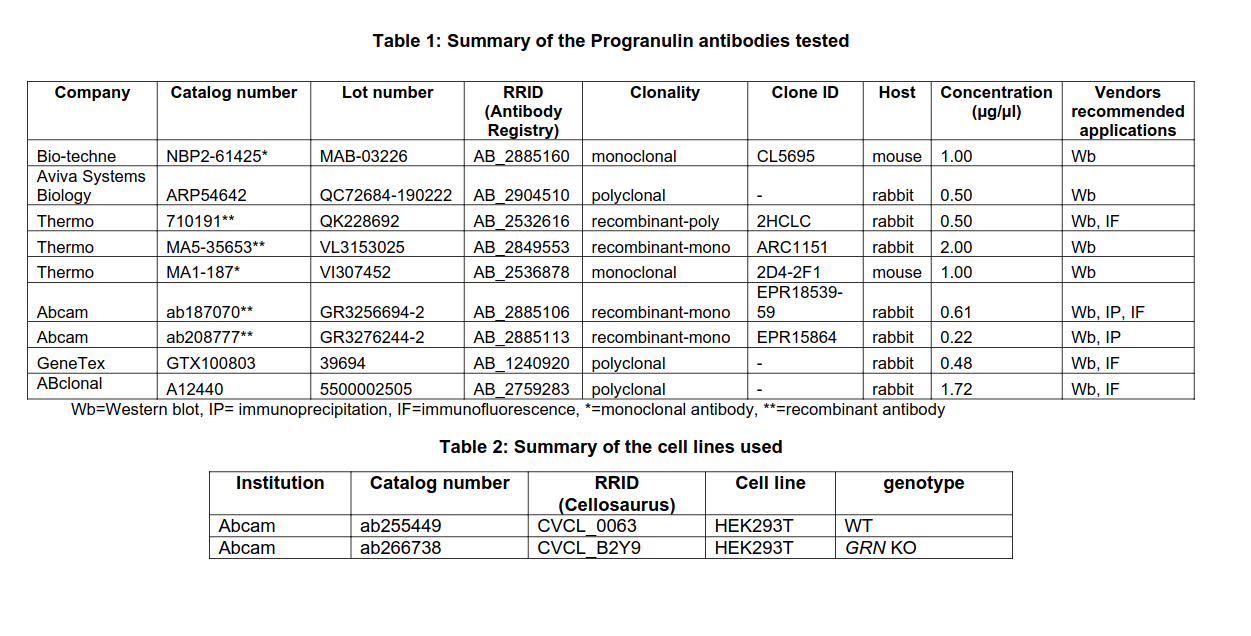 Table 1: Summary of the Progranulin antibodies tested
Company Catalog number Lot number RRID (Antibody Registry) Clonality Clone ID Host Concentration (µg/µl) Vendors recommended applications
Bio-techne NBP2-61425* MAB-03226 AB_2885160 monoclonal CL5695 mouse 1.00 Wb
Aviva Systems Biology ARP54642 QC72684-190222 AB_2904510 polyclonal - rabbit 0.50 Wb
Thermo 710191** QK228692 AB_2532616 recombinant-poly 2HCLC rabbit 0.50 Wb, IF
Thermo MA5-35653** VL3153025 AB_2849553 recombinant-mono ARC1151 rabbit 2.00 Wb
Thermo MA1-187* VI307452 AB_2536878 monoclonal 2D4-2F1 mouse 1.00 Wb
Abcam ab187070** GR3256694-2 AB_2885106 recombinant-mono EPR18539-59 rabbit 0.61 Wb, IP, IF
Abcam ab208777** GR3276244-2 AB_2885113 recombinant-mono EPR15864 rabbit 0.22 Wb, IP
GeneTex GTX100803 39694 AB_1240920 polyclonal - rabbit 0.48 Wb, IF
ABclonal A12440 5500002505 AB_2759283 polyclonal - rabbit 1.72 Wb, IF
Wb=Western blot, IP= immunoprecipitation, IF=immunofluorescence, *=monoclonal antibody, **=recombinant antibody
Table 2: Summary of the cell lines used
Institution Catalog number RRID (Cellosaurus) Cell line genotype
Abcam ab255449 CVCL_0063 HEK293T WT
Abcam ab266738 CVCL_B2Y9 HEK293T GRN KO